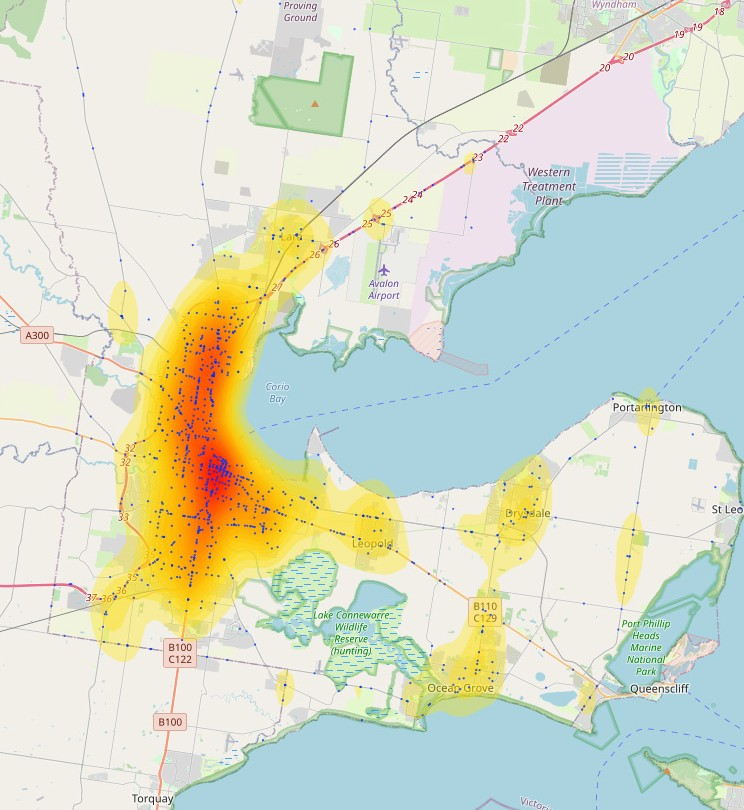 Proving
Ground
Wyndham
18
19
19
20
20
22
22
23
Western
Treatment
Plant
24
24
25
25
Lara
26
26
Avalon
Airport
27
A300
Corio
Bay
Portarlington
32
32
St Leo
33
Drysdale
Leopold
35
36
37
36
B110
C129
Lake Connewarre
Wildlife
Reserve
(hunting)
Port Phillip
Heads
Marine
National
Park
B100
C122
Ocean Grove
Queenscliff
B100
Torquay
Victor